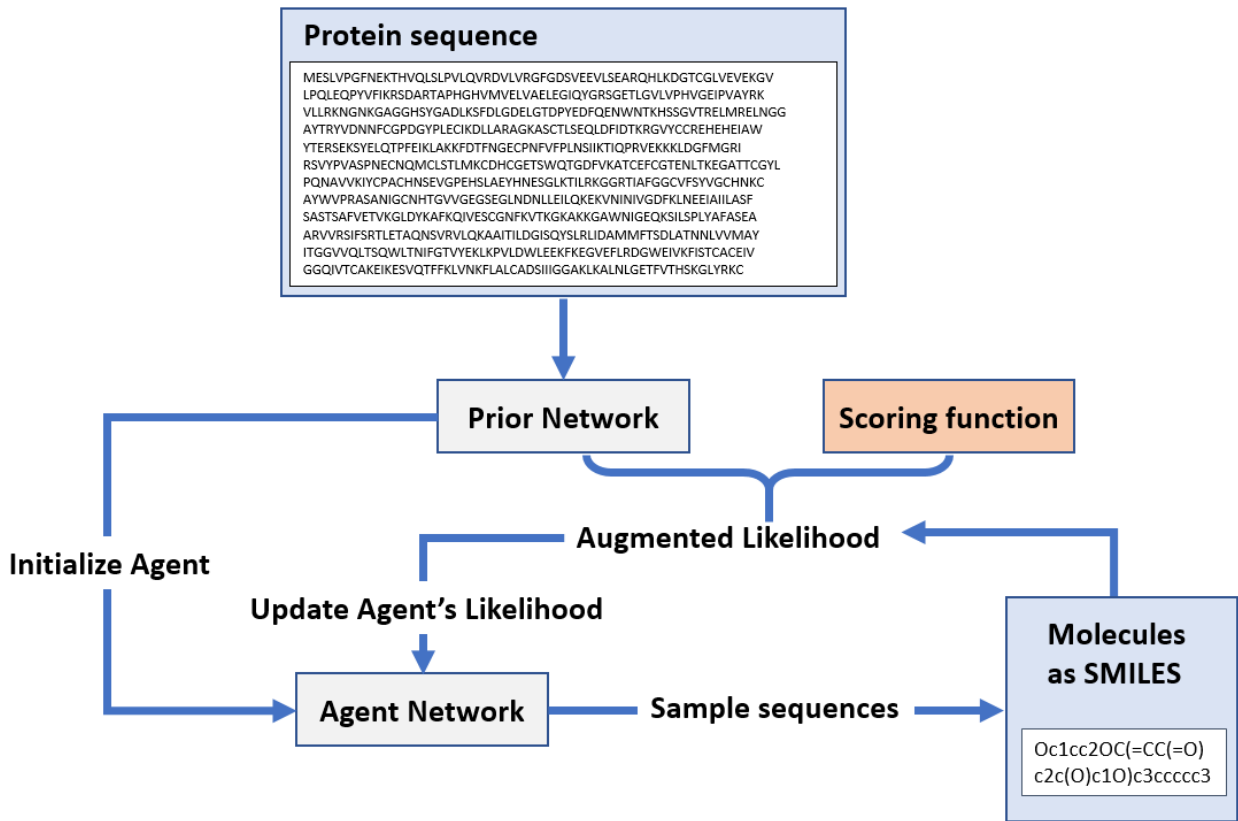 Protein sequence
MESLVPGFNEKTHVQLSLPVLQVRDVLVRGFGDSVEEVLSEARQHLKDGTCGLVEVEKGV
LPQLEQPYVFIKRSDARTAPHGHVMVELVAELEGIQYGRSGETLGVLVPHVGEIPVAYRK
VLLRKNGNKGAGGHSYGADLKSFDLGDELGTDPYEDFQENWNTKHSSGVTRELMRELNGG
AYTRYVDNNFCGPDGYPLECIKDLLARAGKASCTLSEQLDFIDTKRGVYCCREHEHEIAW
YTERSEKSYELQTPFEIKLAKKFDTFNGECPNFVFPLNSIIKTIQPRVEKKKLDGFMGRI
RSVYPVASPNECNQMCLSTLMKCDHCGETSWQTGDFVKATCEFCGTENLTKEGATTCGYL
PQNAVVKIYCPACHNSEVGPEHSLAEYHNESGLKTILRKGGRTIAFGGCVFSYVGCHNKC
AYWVPRASANIGCNHTGVVGEGSEGLNDNLLEILQKEKVNINIVGDFKLNEEIAIILASF
SASTSAFVETVKGLDYKAFKQIVESCGNFKVTKGKAKKGAWNIGEQKSILSPLYAFASEA
ARVVRSIFSRTLETAQNSVRVLQKAAITILDGISQYSLRLIDAMMFTSDLATNNLVVMAY
ITGGVVQLTSQWLTNIFGTVYEKLKPVLDWLEEKFKEGVEFLRDGWEIVKFISTCACEIV
GGQIVTCAKEIKESVQTFFKLVNKFLALCADSIIIGGAKLKALNLGETFVTHSKGLYRKC
Prior Network
Scoring function
Augmented Likelihood
Initialize Agent
Update Agent’s Likelihood
Molecules
as SMILES
Agent Network
Sample sequences
Oc1cc2OC(=CC(=O)
c2c(O)c1O)c3ccccc3